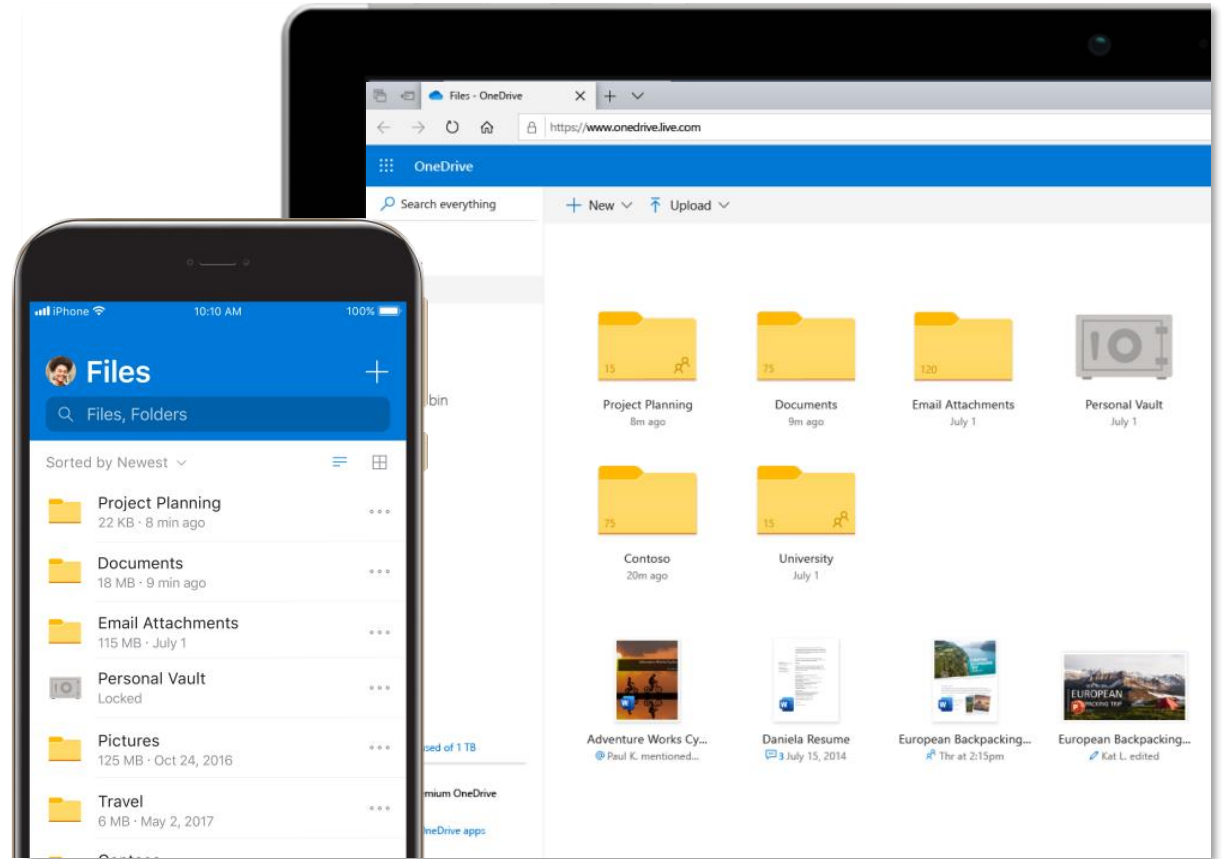 Files - OneDrive
https://www.onedrive.live.com
OneDrive
Search everything
New
Upload
bin
used of 1 TB
OneDrive
OneDrive apps
15
Project Planning
8m ago
75
Documents
9m ago
120
Email Attachments
July 1
Personal Vault
July 1
75
Contoso
20m ago
15
University
July 1
Adventure Works Cy...
@ Paul K. mentioned...
Daniela Resume
3 July 15, 2014
European Backpacking...
Thr at 2:15pm
EUROPEAN
PACKING TRIP
European Backpacking...
Kat L. edited
iPhone
10:10 AM
100%
Files
Files, Folders
Sorted by Newest
Project Planning
22 KB · 8 min ago
Documents
18 MB · 9 min ago
Email Attachments
115 MB · July 1
Personal Vault
Locked
Pictures
125 MB · Oct 24, 2016
Travel
6 MB · May 2, 2017